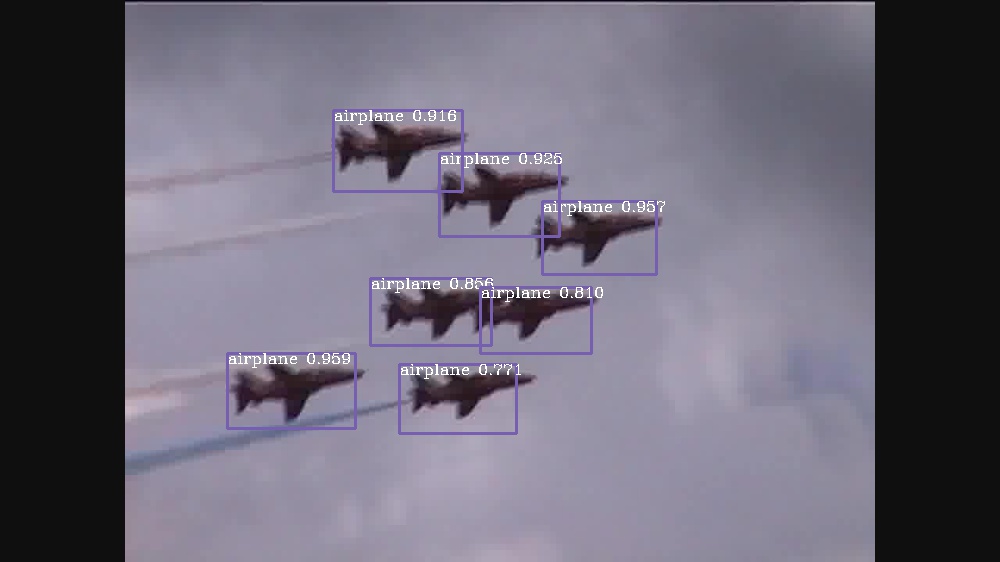 airplane 0.916
airplane 0.925
airplane 0.957
airplane 0.856
airplane 0.810
airplane 0.959
airplane 0.771